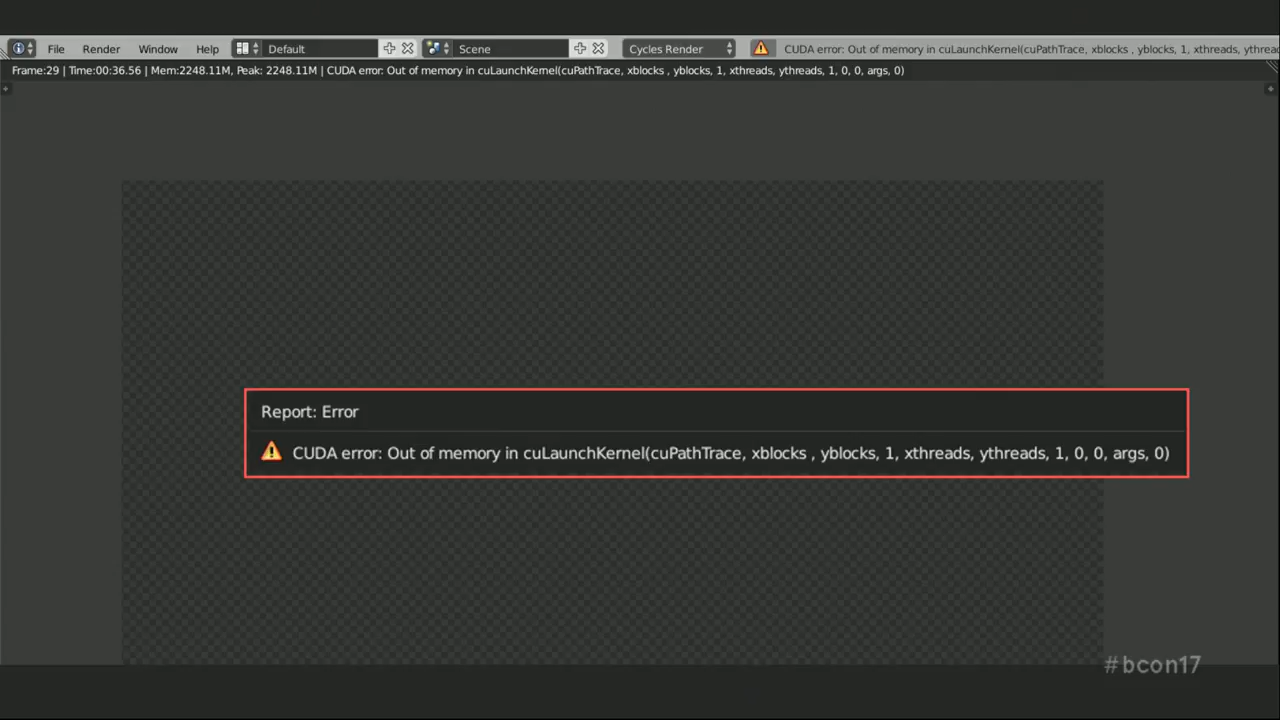 File Render Window Help Default Scene Cycles Render CUDA error: Out of memory in cuLaunchKernel(cuPathTrace, xblocks , yblocks, 1, xthreads, ythrea
Frame:29 | Time:00:36.56 | Mem:2248.11M, Peak: 2248.11M | CUDA error: Out of memory in cuLaunchKernel(cuPathTrace, xblocks , yblocks, 1, xthreads, ythreads, 1, 0, 0, args, 0)
Report: Error
CUDA error: Out of memory in cuLaunchKernel(cuPathTrace, xblocks , yblocks, 1, xthreads, ythreads, 1, 0, 0, args, 0)
#bcon17